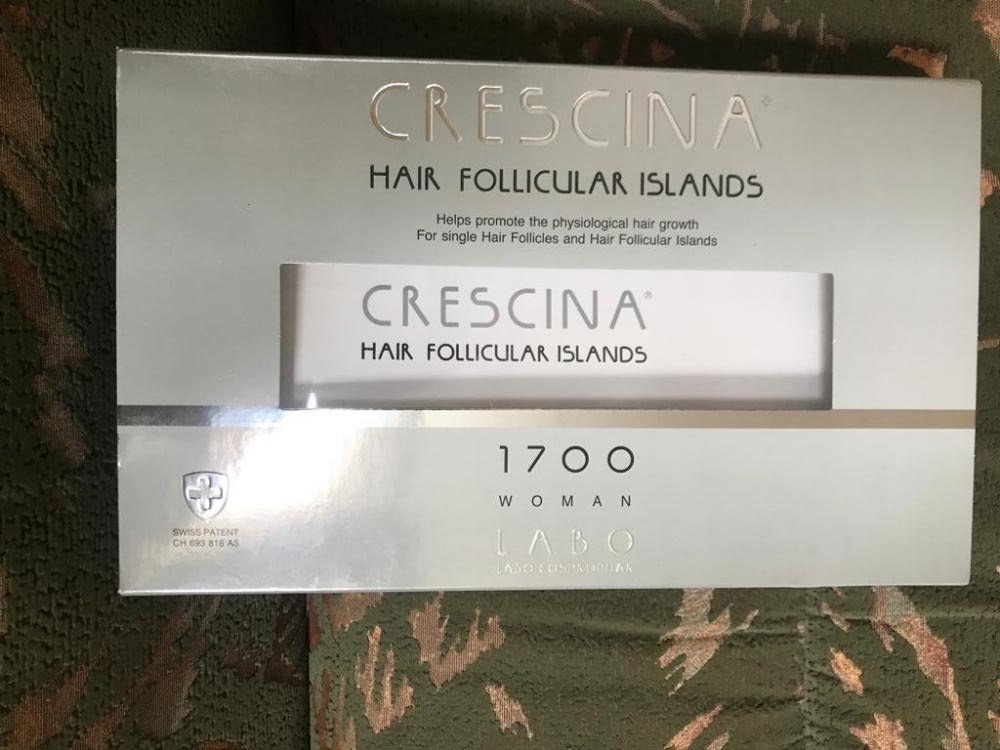 CRESCINA®
HAIR FOLLICULAR ISLANDS
Helps promote the physiological hair growth
For single Hair Follicles and Hair Follicular Islands
CRESCINA®
HAIR FOLLICULAR ISLANDS
1700
WOMAN
SWISS PATENT
CH 693 816 A5
LABO